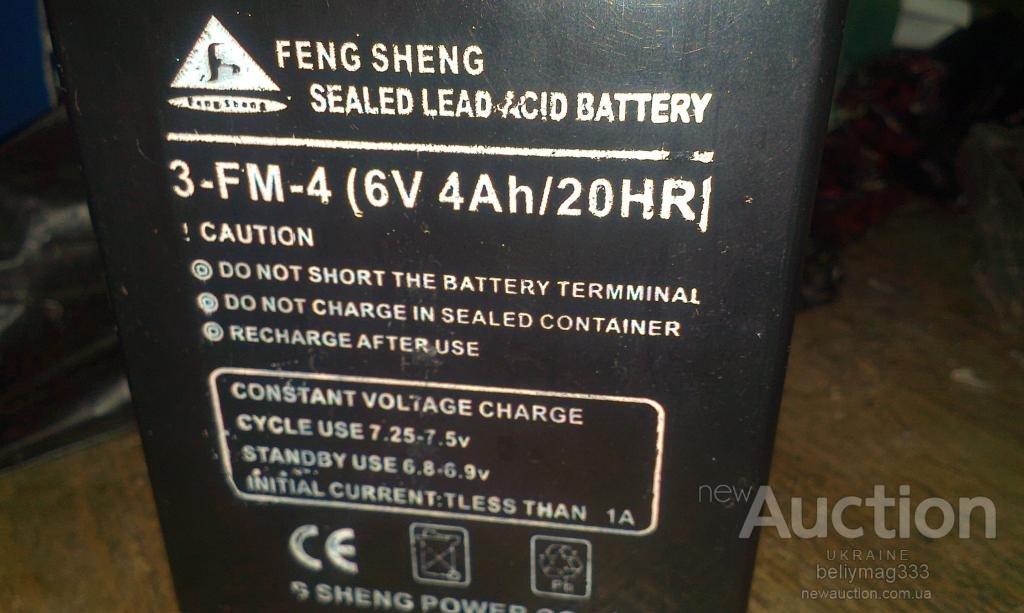 FENG SHENG
Feng Sheng
SEALED LEAD-ACID BATTERY
3-FM-4 (6V 4Ah/20HR)
! CAUTION
DO NOT SHORT THE BATTERY TERMMINAL
DO NOT CHARGE IN SEALED CONTAINER
RECHARGE AFTER USE
CONSTANT VOLTAGE CHARGE
CYCLE USE 7.25-7.5v
STANDBY USE 6.8-6.9v
INITIAL CURRENT:TLESS THAN 1A
CE
SHENG POWER
new Auction
UKRAINE
beliymag333
newauction.com.ua